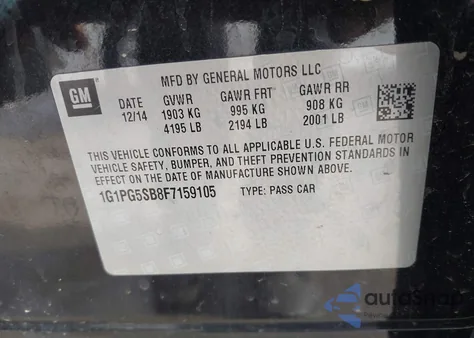 GM
MFD BY GENERAL MOTORS LLC
DATE GVWR GAWR FRT GAWR RR
12/14 1903 KG 995 KG 908 KG
4195 LB 2194 LB 2001 LB
THIS VEHICLE CONFORMS TO ALL APPLICABLE U.S. FEDERAL MOTOR
VEHICLE SAFETY, BUMPER, AND THEFT PREVENTION STANDARDS IN
EFFECT ON THE DATE OF MANUFACTURE SHOWN ABOVE.
1G1PG5SB8F7159105 TYPE: PASS CAR
autoSnap